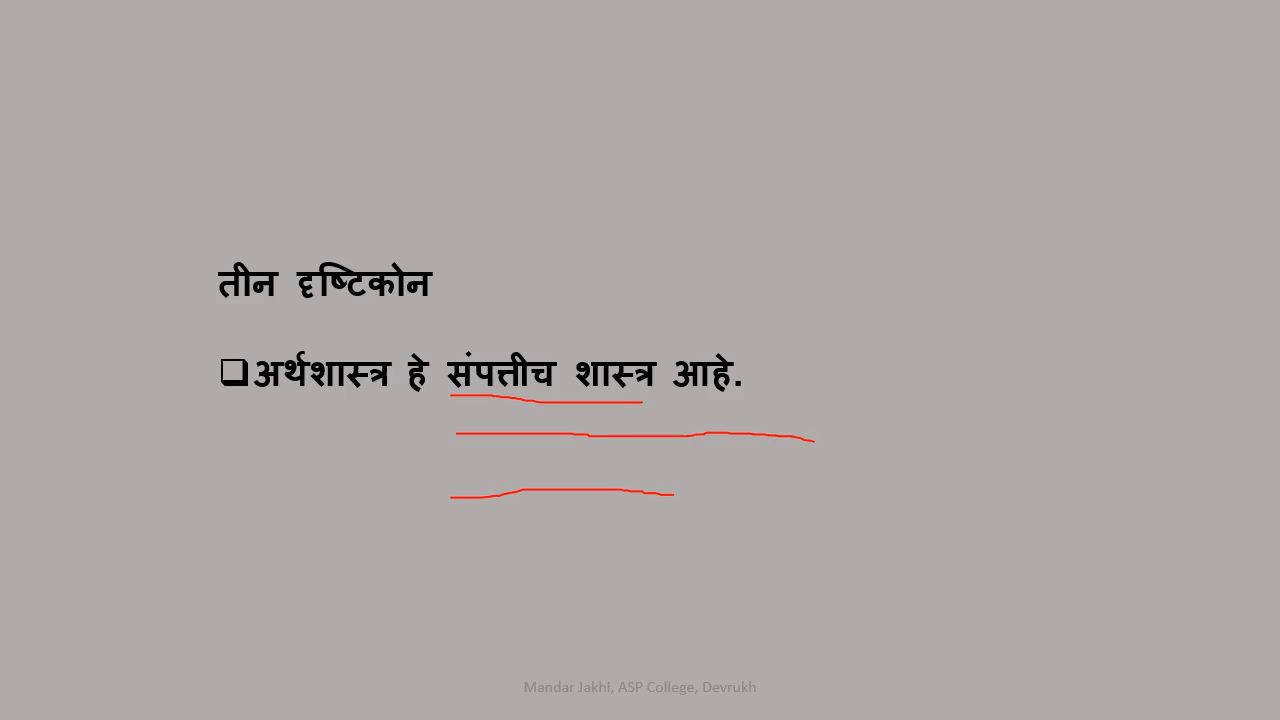 तीन दृष्टिकोन
❑अर्थशास्त्र हे संपत्तीच शास्त्र आहे.
Mandar Jakhi, ASP College, Devrukh